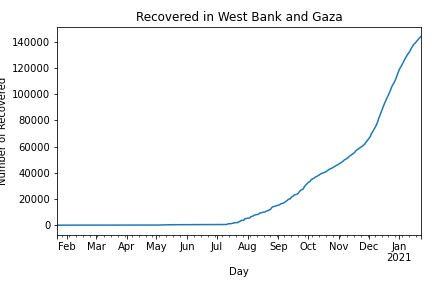 Recovered in West Bank and Gaza
Number of Recovered
140000
120000
100000
80000
60000
40000
20000
0
Feb Mar Apr May Jun Jul Aug Sep Oct Nov Dec Jan
2021
Day